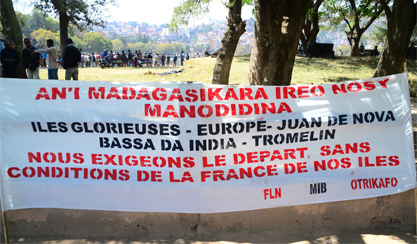 AN'I MADAGASIKARA IREO NOSY
MANODIDINA
ILES GLORIEUSES - EUROPE- JUAN DE NOVA
BASSA DA INDIA - TROMELIN
NOUS EXIGEONS LE DEPART, SANS
CONDITIONS DE LA FRANCE DE NOS ILES
FLN MIB OTRIKAFO